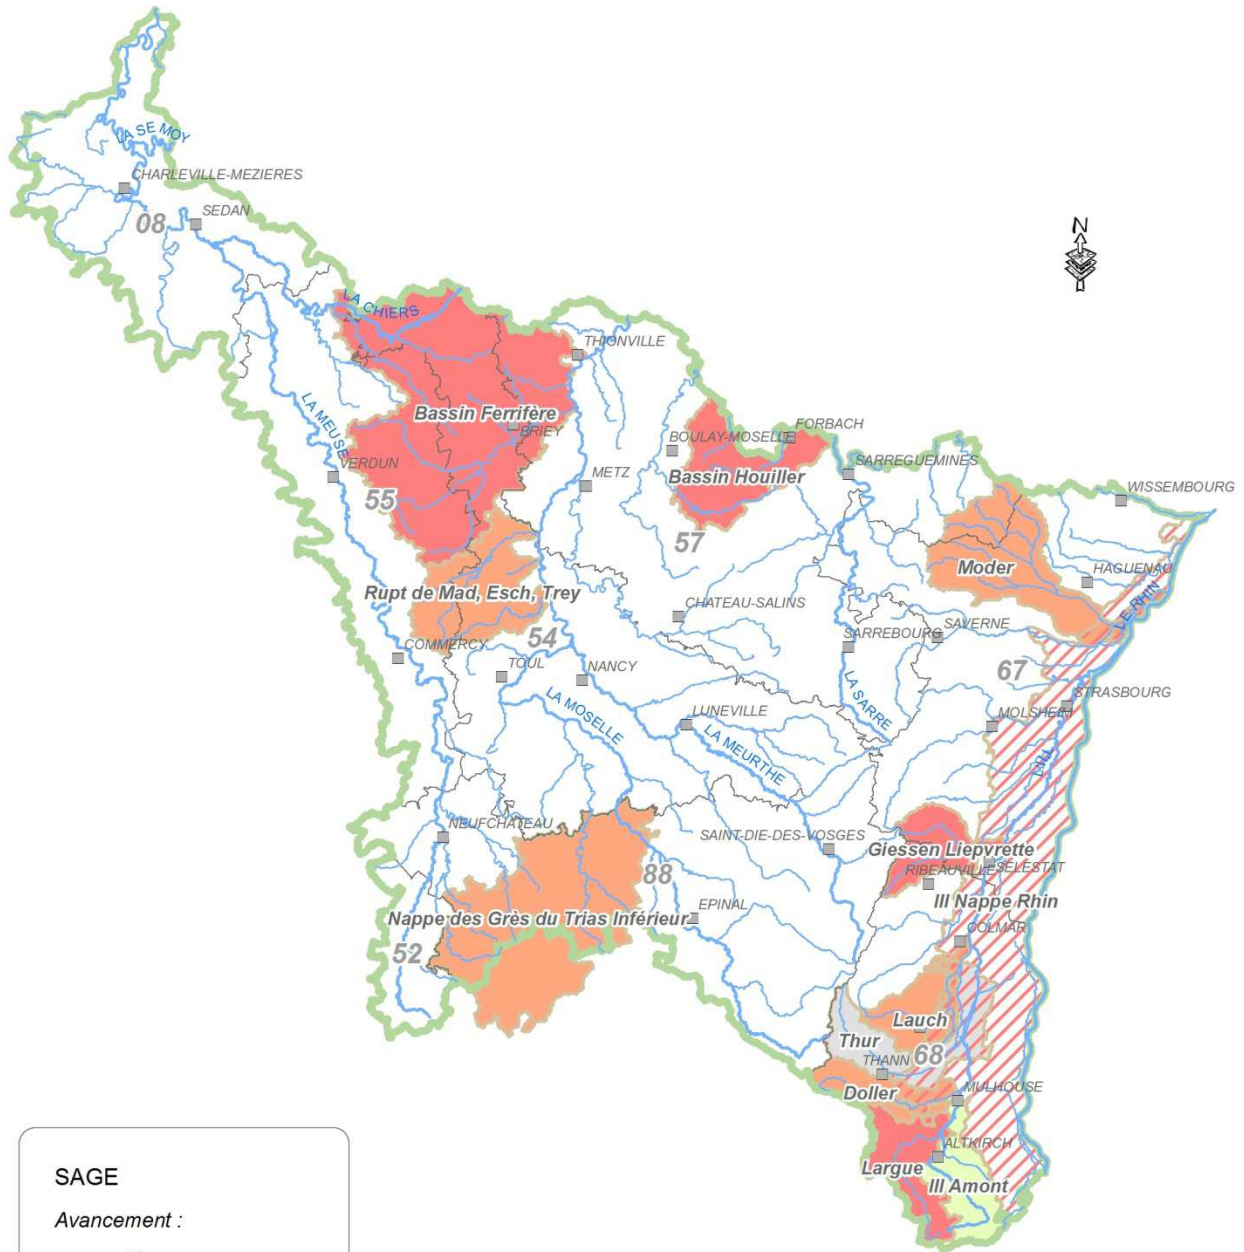 LA SE MOY
CHARLEVILLE-MEZIERES
08
SEDAN
N
LA CHIERS
THIONVILLE
LA MEUSE
Bassin Ferrifère
BRIEY
BOULAY-MOSELLE
FORBACH
Bassin Houiller
SARREGUEMINES
VERDUN
METZ
55
WISSEMBOURG
57
Moder
HAGUENAU
Rupt de Mad, Esch, Trey
CHATEAU-SALINS
LE RHIN
54
SARREBOURG
SAVERNE
COMMERCY
TOUL
NANCY
67
LA SARRE
STRASBOURG
LA MOSELLE
LUNEVILLE
MOLSHEIM
LA MEURTHE
L'ILL
NEUFCHATEAU
SAINT-DIE-DES-VOSGES
Giessen Liepvrette
SELESTAT
88
RIBEAUVILLE
Ill Nappe Rhin
Nappe des Grès du Trias Inférieur
EPINAL
COLMAR
52
Lauch
Thur
68
THANN
Doller
MULHOUSE
ALTKIRCH
Largue
Ill Amont
SAGE
Avancement :